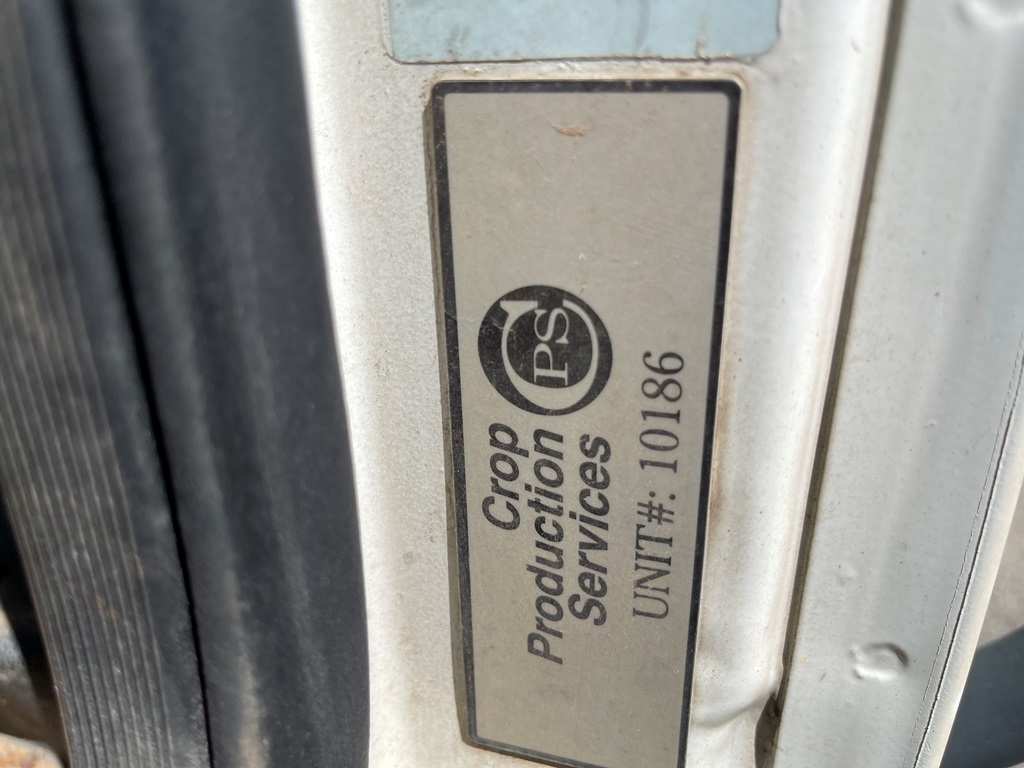 Crop
Production
Services
CPS
UNIT#: 10186